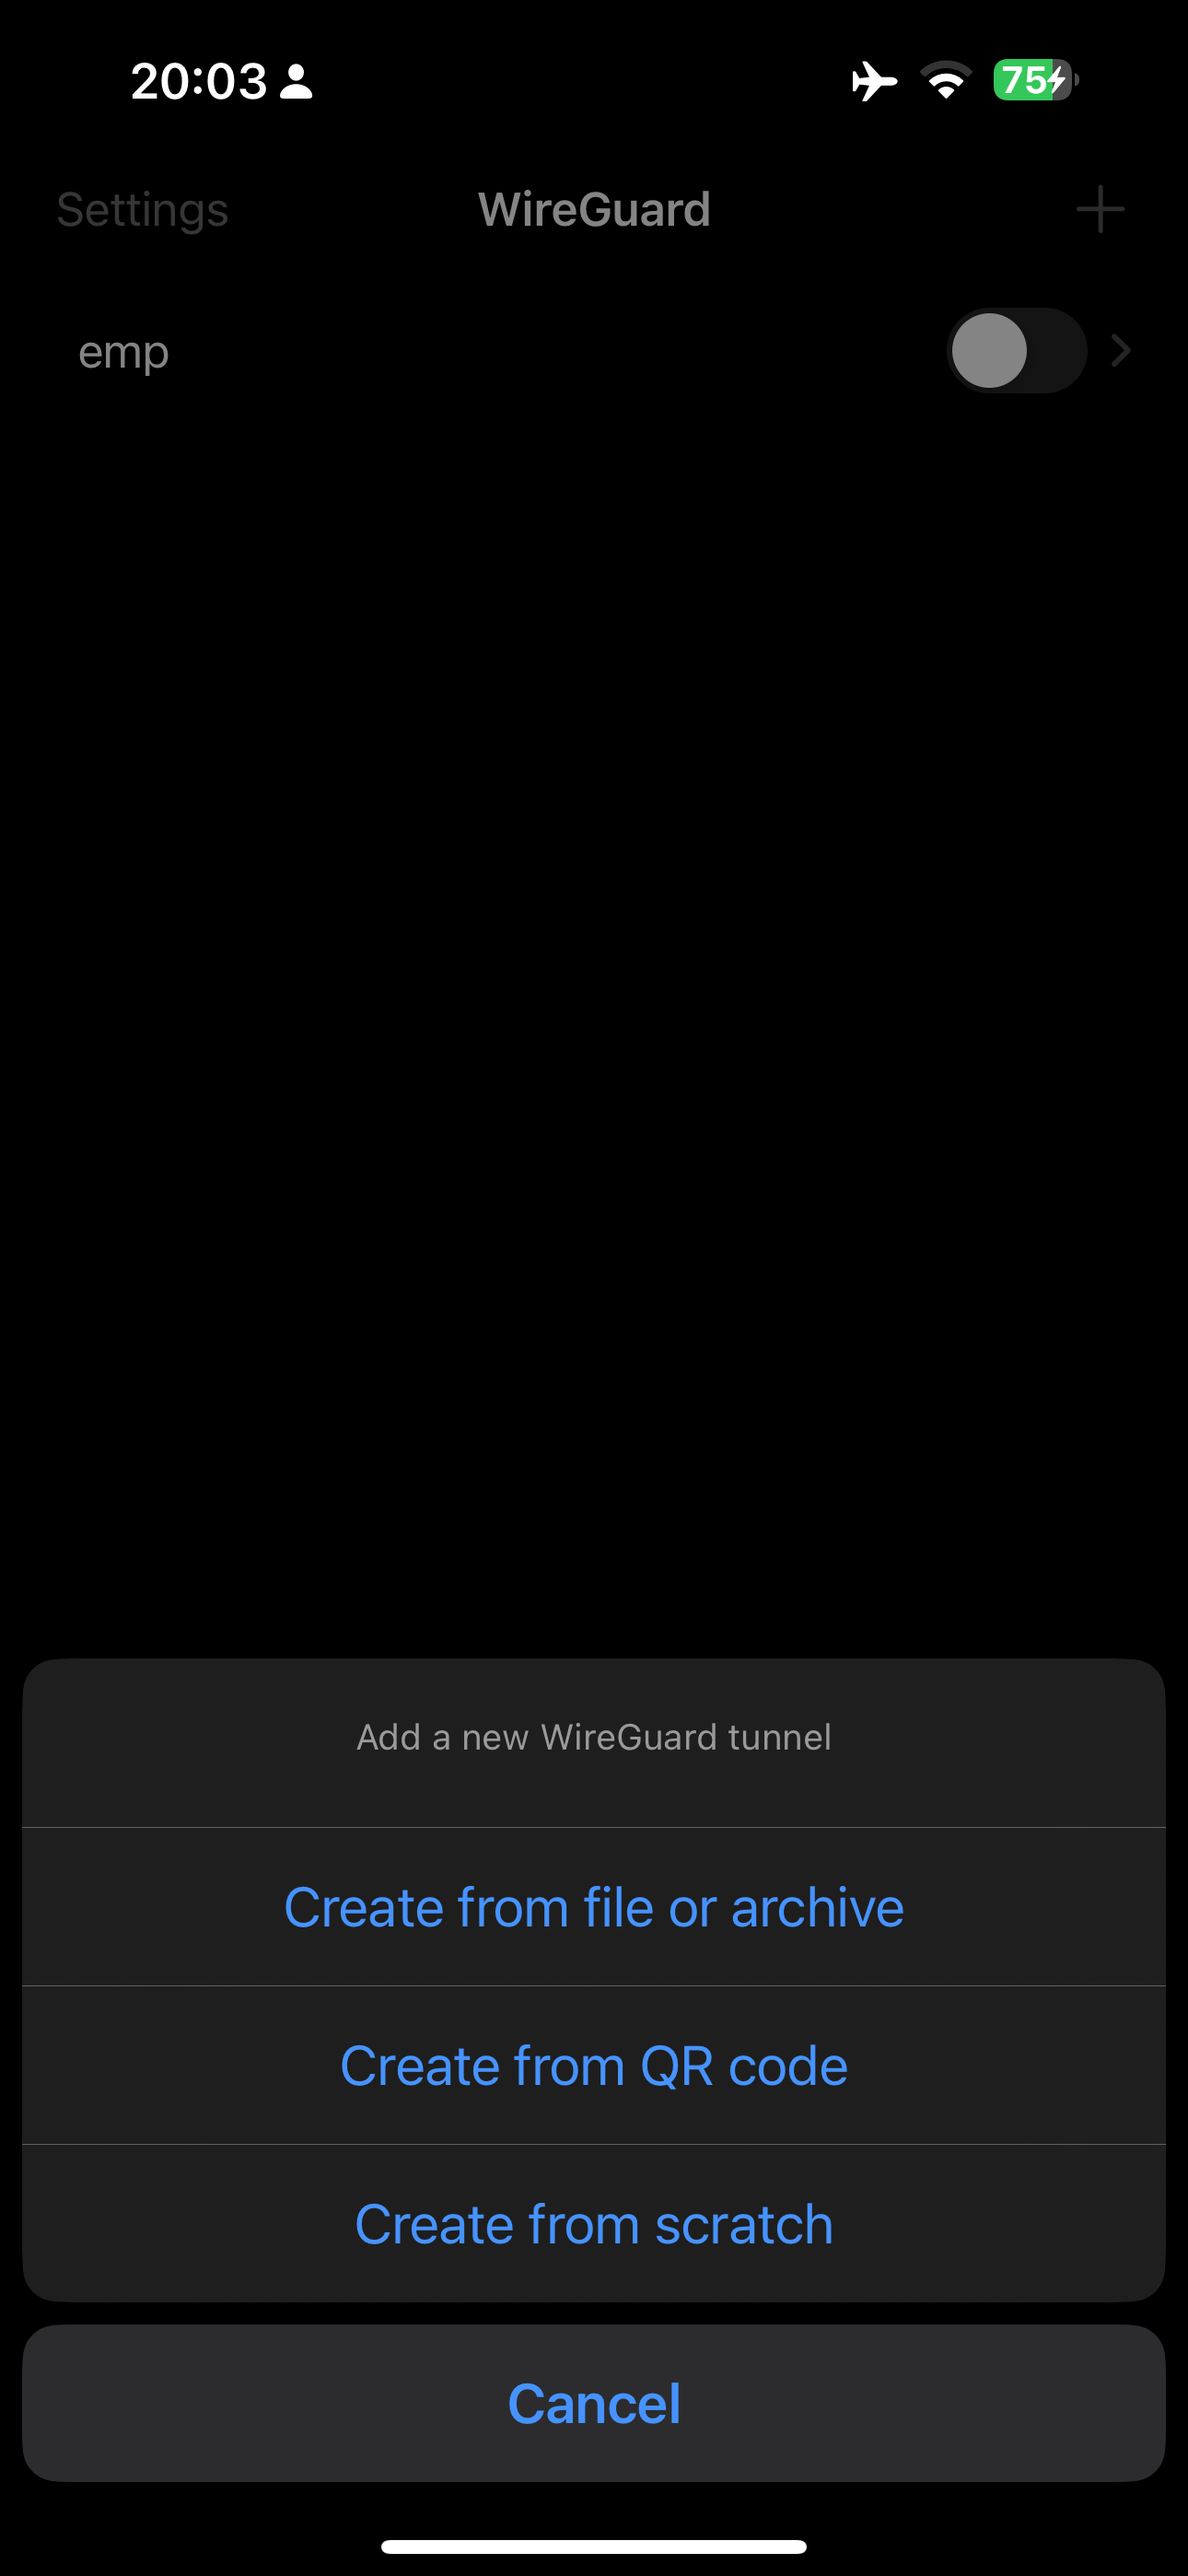 20:03
75
Settings
WireGuard
emp
Add a new WireGuard tunnel
Create from file or archive
Create from QR code
Create from scratch
Cancel